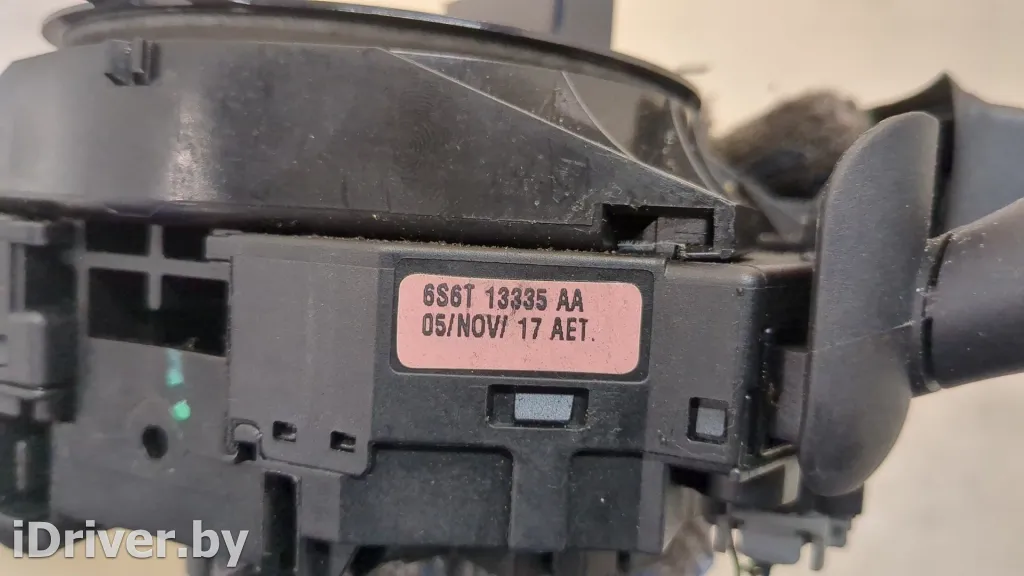 6S6T 13335 AA
05/NOV/ 17 AET.
iDriver.by